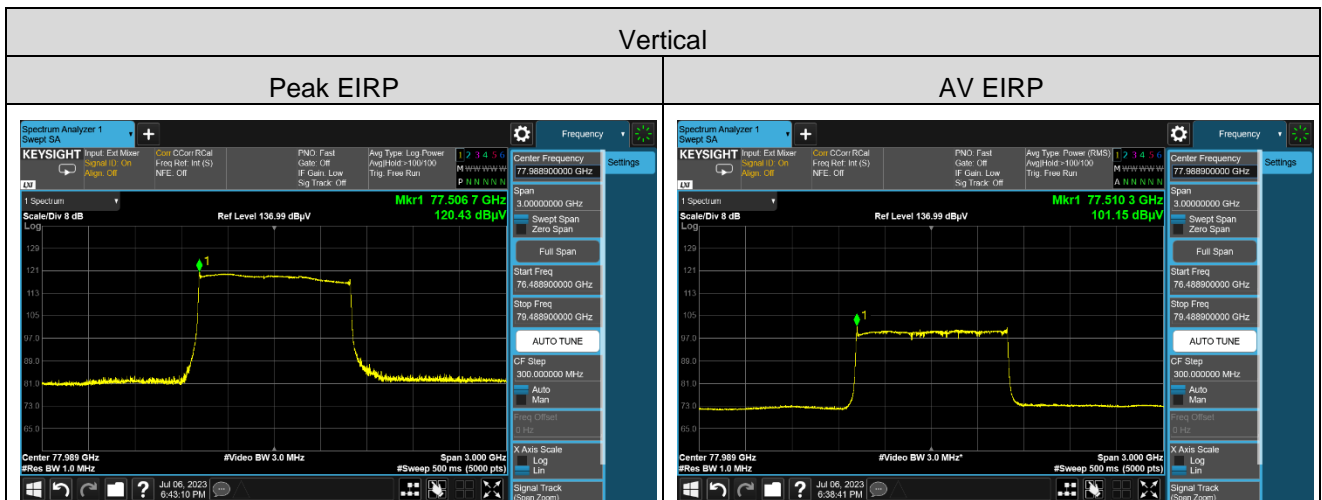 Vertical
Peak EIRP
AV EIRP
Spectrum Analyzer 1
Swept SA
+
Frequency
KEYSIGHT
Input: Ext Mixer
Signal ID: On
Align: Off
Corr CCorr RCal
Freq Ref: Int (S)
NFE: Off
PNO: Fast
Gate: Off
IF Gain: Low
Sig Track: Off
Avg Type: Log Power
Avg|Hold:>100/100
Trig: Free Run
1 2 3 4 5 6
M W W W W W
P N N N N N
LXI
Center Frequency
77.988900000 GHz
Settings
1 Spectrum
Scale/Div 8 dB
Log
Ref Level 136.99 dBµV
Mkr1 77.506 7 GHz
120.43 dBµV
Span
3.00000000 GHz
Swept Span
Zero Span
Full Span
Start Freq
76.488900000 GHz
Stop Freq
79.488900000 GHz
AUTO TUNE
CF Step
300.000000 MHz
Auto
Man
Freq Offset
0 Hz
X Axis Scale
Log
Lin
Signal Track
(Span Zoom)
129
121
113
105
97.0
89.0
81.0
73.0
65.0
1
Center 77.989 GHz
#Res BW 1.0 MHz
#Video BW 3.0 MHz
Span 3.000 GHz
#Sweep 500 ms (5000 pts)
?
Jul 06, 2023
6:43:10 PM
Spectrum Analyzer 1
Swept SA
+
Frequency
KEYSIGHT
Input: Ext Mixer
Signal ID: On
Align: Off
Corr CCorr RCal
Freq Ref: Int (S)
NFE: Off
PNO: Fast
Gate: Off
IF Gain: Low
Sig Track: Off
Avg Type: Power (RMS)
Avg|Hold:>100/100
Trig: Free Run
1 2 3 4 5 6
M W W W W W
A N N N N N
LXI
Center Frequency
77.988900000 GHz
Settings
1 Spectrum
Scale/Div 8 dB
Log
Ref Level 136.99 dBµV
Mkr1 77.510 3 GHz
101.15 dBµV
Span
3.00000000 GHz
Swept Span
Zero Span
Full Span
Start Freq
76.488900000 GHz
Stop Freq
79.488900000 GHz
AUTO TUNE
CF Step
300.000000 MHz
Auto
Man
Freq Offset
0 Hz
X Axis Scale
Log
Lin
Signal Track
(Span Zoom)
129
121
113
105
97.0
89.0
81.0
73.0
65.0
1
Center 77.989 GHz
#Res BW 1.0 MHz
#Video BW 3.0 MHz*
Span 3.000 GHz
#Sweep 500 ms (5000 pts)
?
Jul 06, 2023
6:38:41 PM